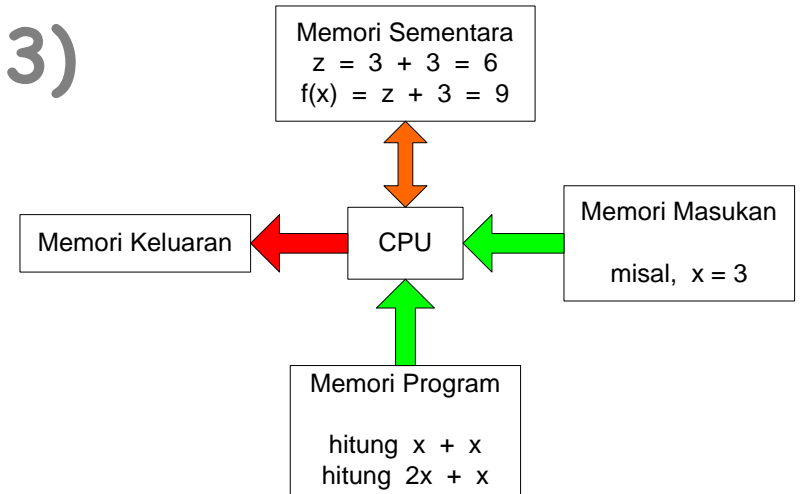 3)
Memori Sementara
z = 3 + 3 = 6
f(x) = z + 3 = 9
Memori Keluaran
CPU
Memori Masukan
misal, x = 3
Memori Program
hitung x + x
hitung 2x + x